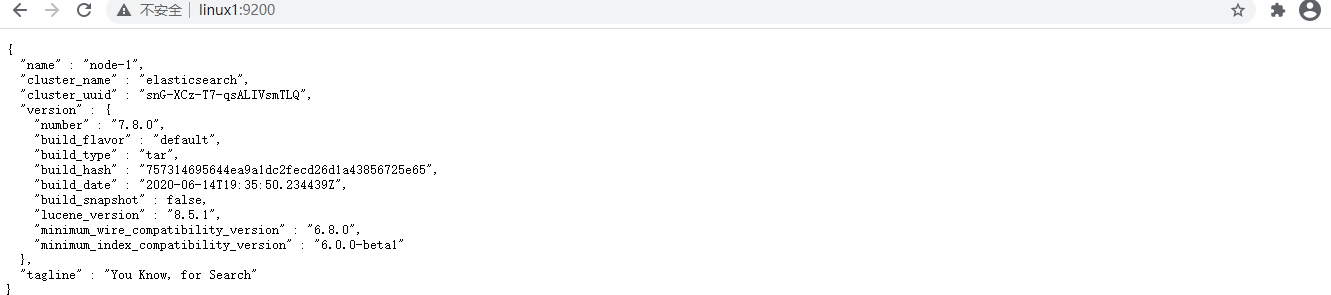 不安全 | linux1:9200
{
  "name" : "node-1",
  "cluster_name" : "elasticsearch",
  "cluster_uuid" : "snG-XCz-T7-qsALIVsmTLQ",
  "version" : {
    "number" : "7.8.0",
    "build_flavor" : "default",
    "build_type" : "tar",
    "build_hash" : "757314695644ea9a1dc2fecd26d1a43856725e65",
    "build_date" : "2020-06-14T19:35:50.234439Z",
    "build_snapshot" : false,
    "lucene_version" : "8.5.1",
    "minimum_wire_compatibility_version" : "6.8.0",
    "minimum_index_compatibility_version" : "6.0.0-beta1"
  },
  "tagline" : "You Know, for Search"
}